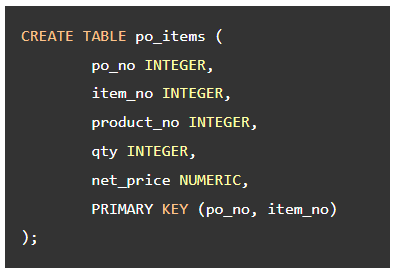 CREATE TABLE po_items (
po_no INTEGER,
item_no INTEGER,
product_no INTEGER,
qty INTEGER,
net_price NUMERIC,
PRIMARY KEY (po_no, item_no)
);